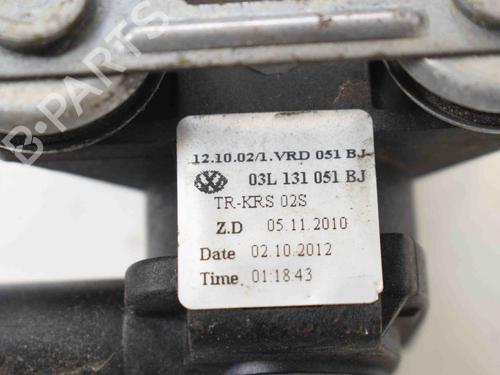 B-PARTS
12.10.02/1.VRD 051 BJ
03L 131 051 BJ
TR-KRS 02S
Z.D 05.11.2010
Date 02.10.2012
Time 01:18:43